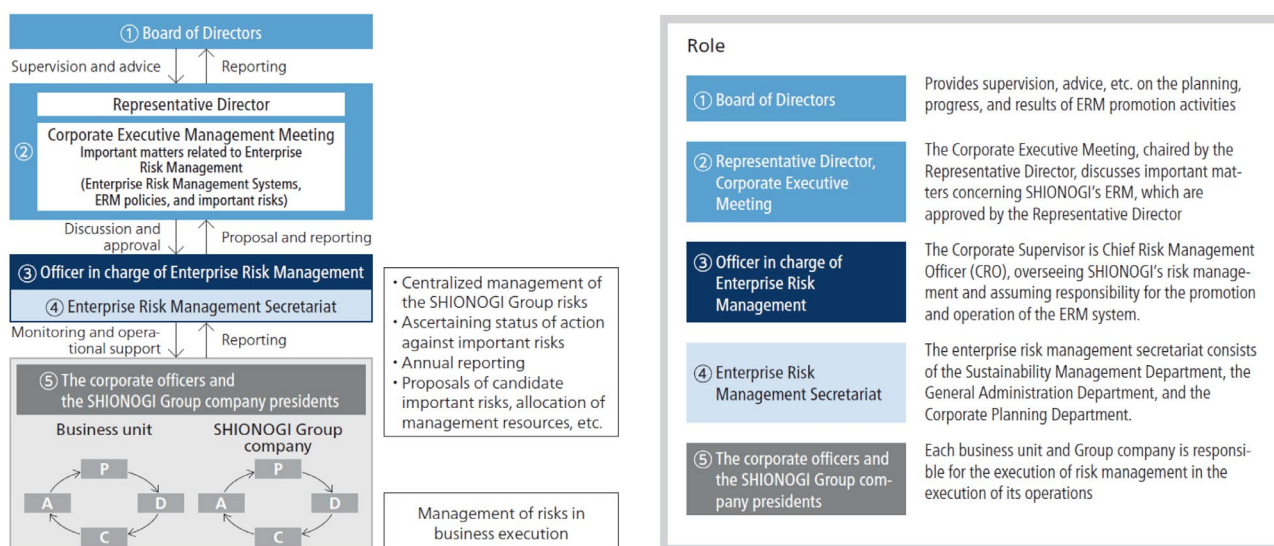 ① Board of Directors
Supervision and advice
Reporting
Representative Director
②
Corporate Executive Management Meeting
Important matters related to Enterprise
Risk Management
(Enterprise Risk Management Systems,
ERM policies, and important risks)
Discussion and
approval
Proposal and reporting
③ Officer in charge of Enterprise Risk Management
④ Enterprise Risk Management Secretariat
Monitoring and opera-
tional support
Reporting
⑤ The corporate officers and
the SHIONOGI Group company presidents
Business unit
P
A
D
C
SHIONOGI Group
company
P
A
D
C
• Centralized management of
the SHIONOGI Group risks
• Ascertaining status of action
against important risks
• Annual reporting
• Proposals of candidate
important risks, allocation of
management resources, etc.
Management of risks in
business execution
Role
① Board of Directors
Provides supervision, advice, etc. on the planning,
progress, and results of ERM promotion activities
② Representative Director,
Corporate Executive
Meeting
The Corporate Executive Meeting, chaired by the
Representative Director, discusses important mat-
ters concerning SHIONOGI's ERM, which are
approved by the Representative Director
③ Officer in charge of
Enterprise Risk
Management
The Corporate Supervisor is Chief Risk Management
Officer (CRO), overseeing SHIONOGI's risk manage-
ment and assuming responsibility for the promotion
and operation of the ERM system.
④ Enterprise Risk
Management Secretariat
The enterprise risk management secretariat consists
of the Sustainability Management Department, the
General Administration Department, and the
Corporate Planning Department.
⑤ The corporate officers and
the SHIONOGI Group com-
pany presidents
Each business unit and Group company is responsi-
ble for the execution of risk management in the
execution of its operations